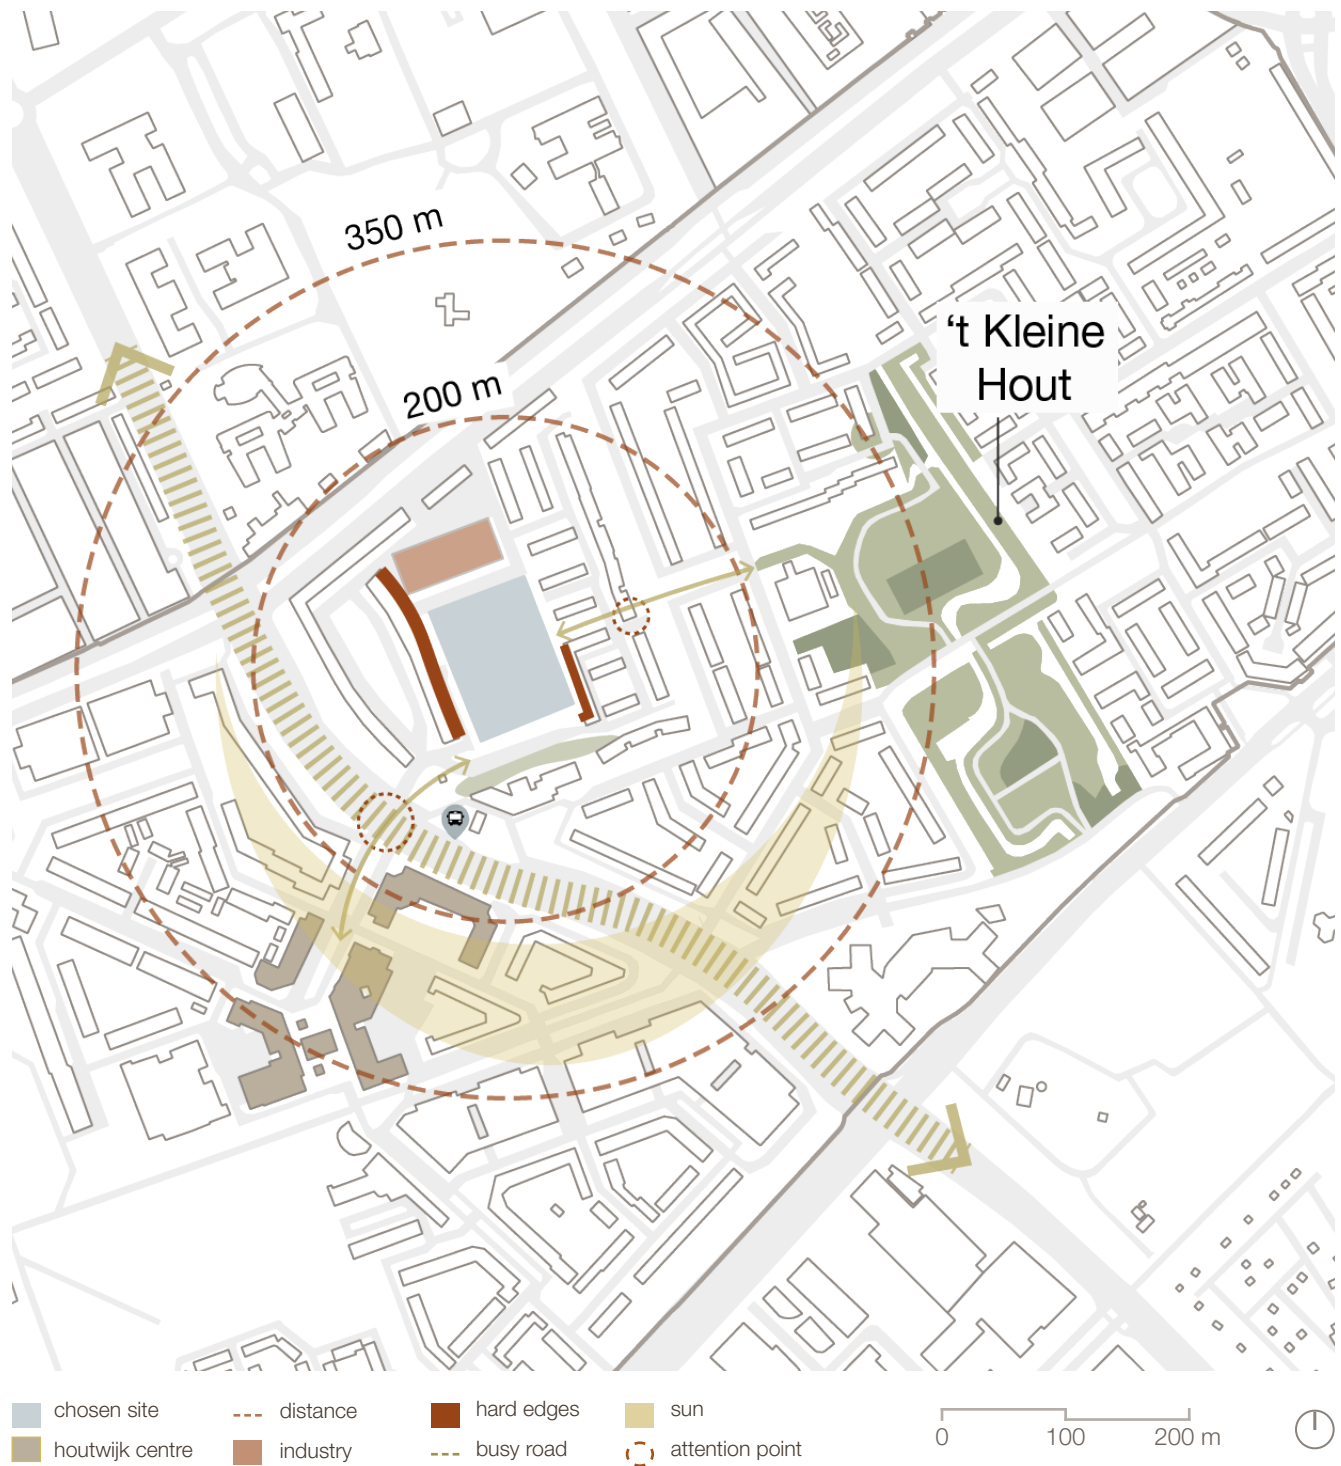 350 m
200 m
‘t Kleine
Hout
chosen site
distance
hard edges
sun
houtwijk centre
industry
busy road
attention point
0 100 200 m